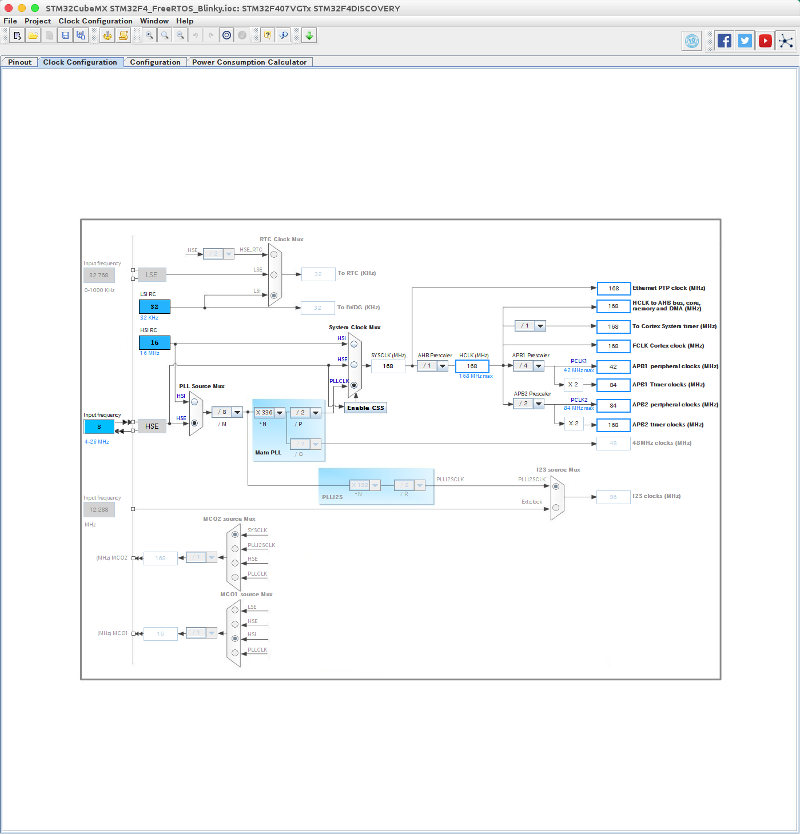 STM32CubeMX STM32F4_FreeRTOS_Blinky.ioc: STM32F407VGTx STM32F4DISCOVERY
File Project Clock Configuration Window Help
Pinout Clock Configuration Configuration Power Consumption Calculator
RTC Clock Mux
HSE HSE_RTC
Input frequency
32.768 LSE LSE 32 To RTC (KHz)
0-1000 KHz
LSI RC LSI
32 32 To IWDG (KHz)
32 KHz
168 Ethernet PTP clock (MHz)
HCLK to AHB bus, core,
168 memory and DMA (MHz)
/ 1 168 To Cortex System timer (MHz)
System Clock Mux
HSI RC
16 HSI 168 FCLK Cortex clock (MHz)
16 MHz
HSE SYSCLK (MHz) AHB Prescaler HCLK (MHz) APB1 Prescaler PCLK1
168 / 1 168 / 4 42 APB1 peripheral clocks (MHz)
168 MHz max 42 MHz max
PLLCLK
PLL Source Mux X 2 84 APB1 Timer clocks (MHz)
HSI APB2 Prescaler PCLK2
/ 2 84 APB2 peripheral clocks (MHz)
84 MHz max
Enable CSS
Input frequency HSE / 8 X 336 / 2
8 HSE / M * N / P X 2 168 APB2 timer clocks (MHz)
4-26 MHz
48 48MHz clocks (MHz)
Main PLL / Q
I2S source Mux
PLLI2SCLK PLLI2SCLK
X 192 / 2
PLLI2S * N / R
Input frequency Ext.clock 96 I2S clocks (MHz)
12.288
MHz
MCO2 source Mux
SYSCLK
PLLI2SCLK
(MHz) MCO2 168 / 1 HSE
PLLCLK
MCO1 source Mux
LSE
HSE
(MHz) MCO1 16 / 1 HSI
PLLCLK